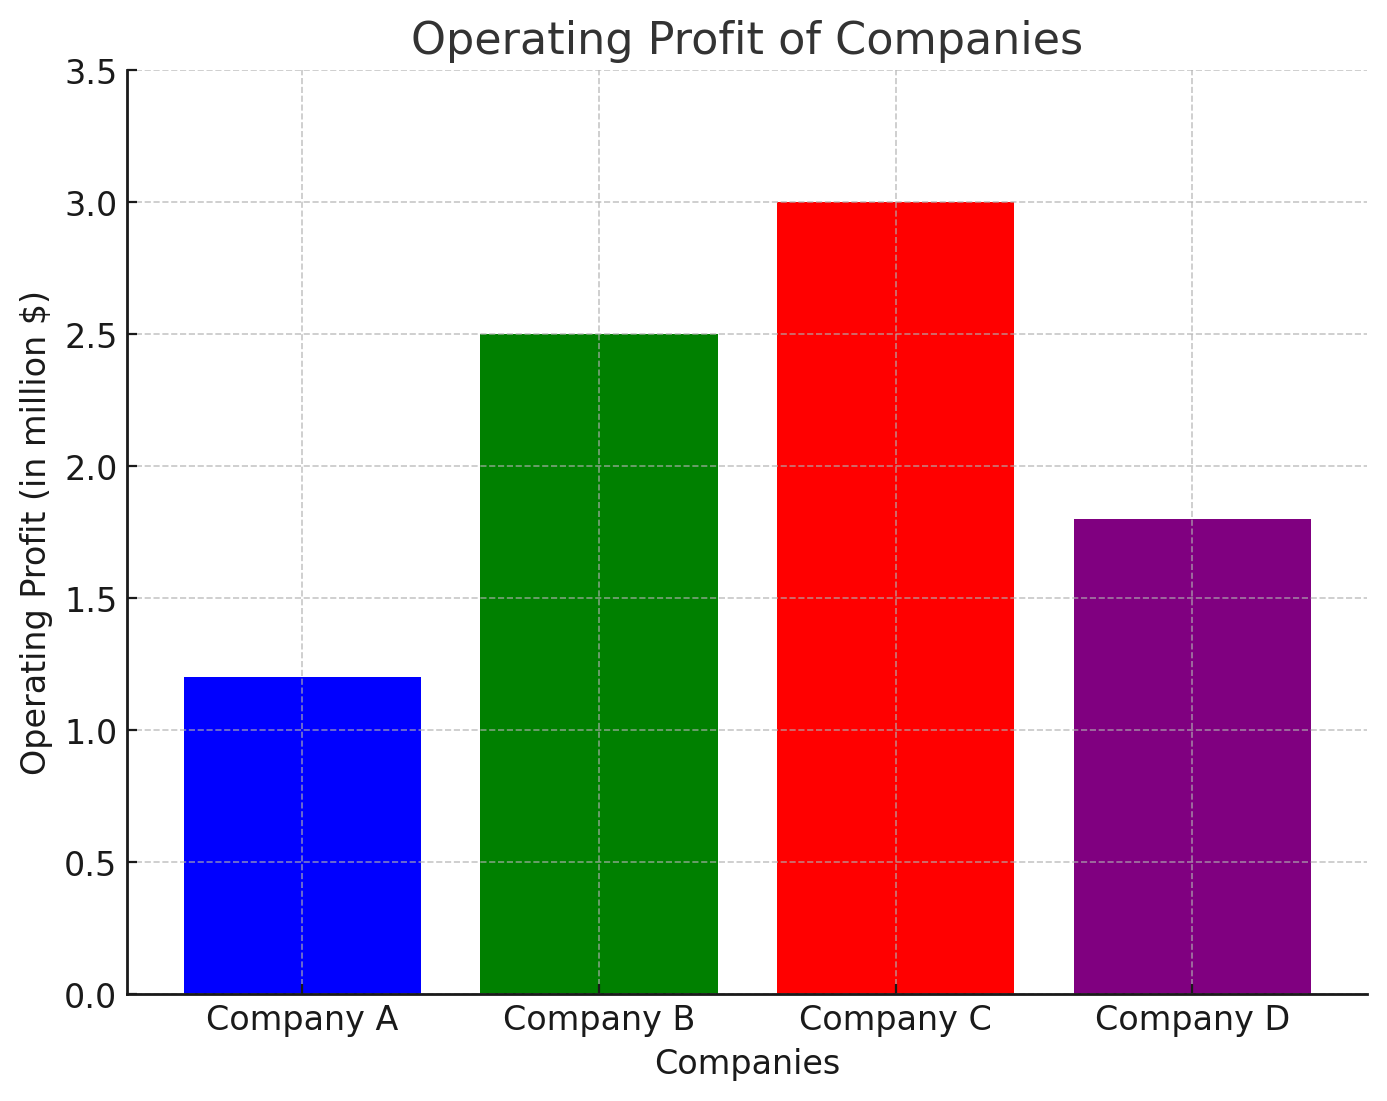 Operating Profit of Companies
Operating Profit (in million $)
3.5
3.0
2.5
2.0
1.5
1.0
0.5
0.0
Company A Company B Company C Company D
Companies